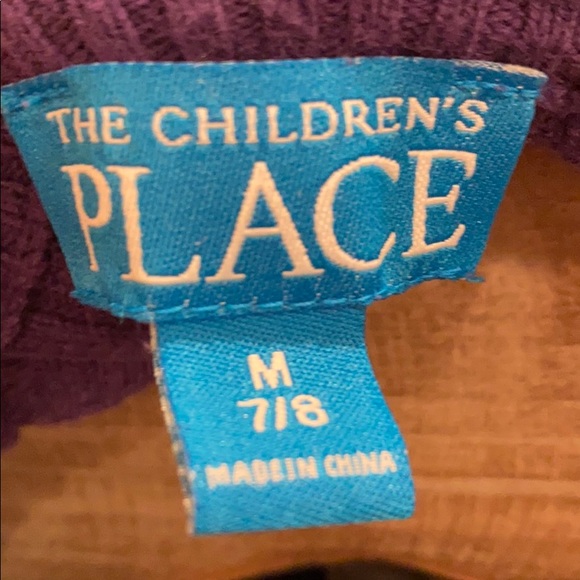 THE CHILDREN'S
PLACE
M
7/8
MADE IN CHINA